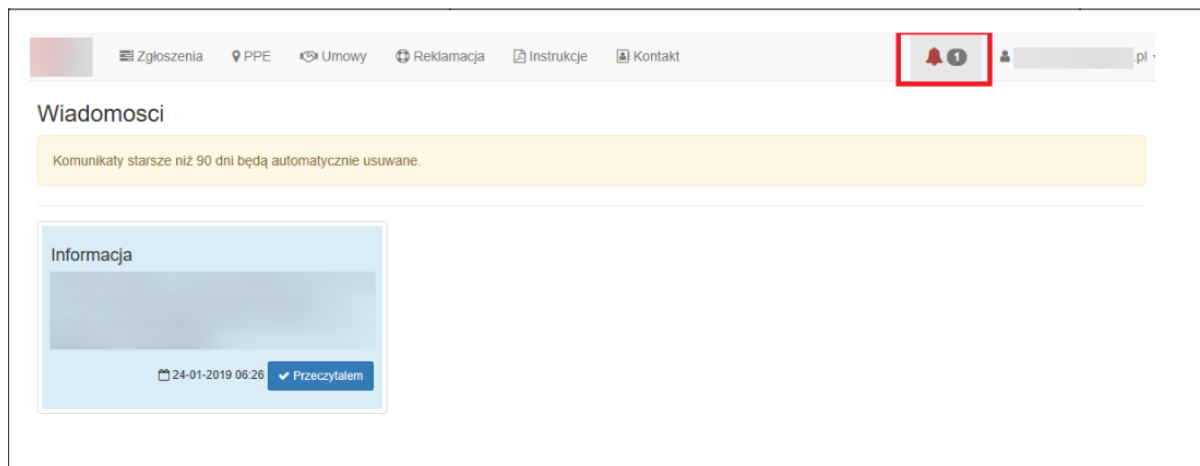 Zgłoszenia PPE Umowy Reklamacja Instrukcje Kontakt 1 .pl
Wiadomosci
Komunikaty starsze niż 90 dni będą automatycznie usuwane.
Informacja
24-01-2019 06:26 Przeczytalem